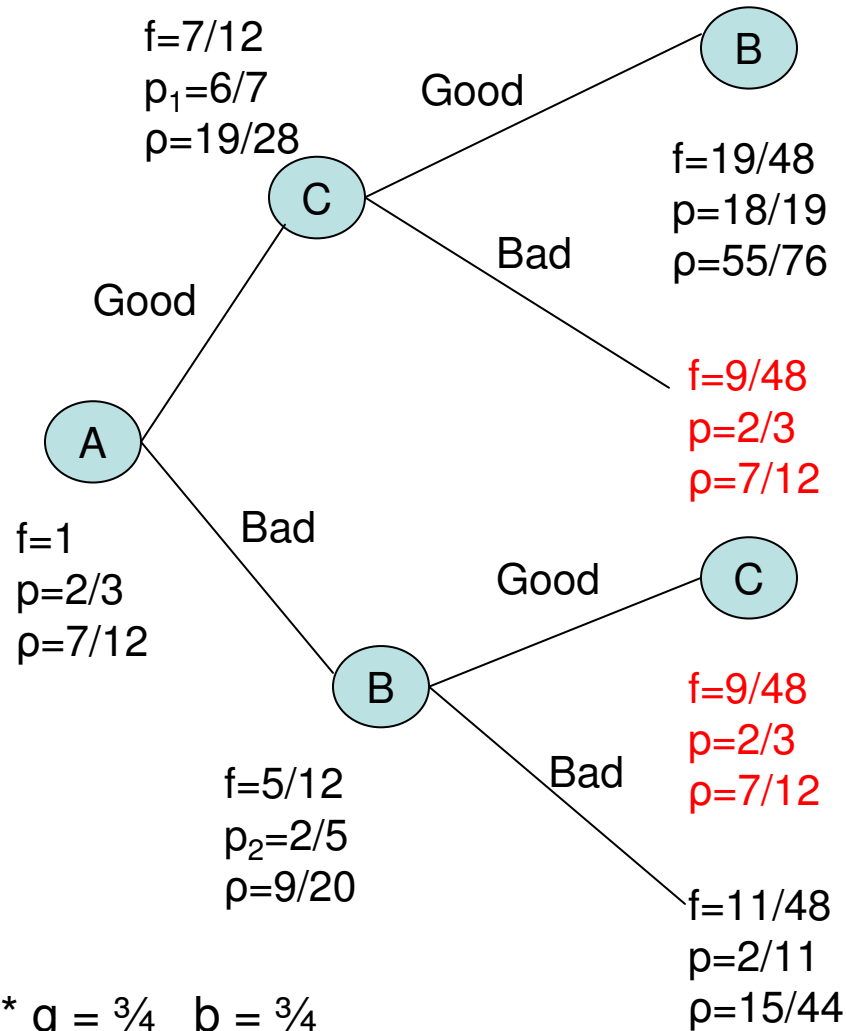 f=7/12
p₁=6/7
ρ=19/28
B
Good
f=19/48
p=18/19
ρ=55/76
C
Bad
Good
f=9/48
p=2/3
ρ=7/12
A
f=1
p=2/3
ρ=7/12
Bad
Good
C
B
f=9/48
p=2/3
ρ=7/12
Bad
f=5/12
p₂=2/5
ρ=9/20
f=11/48
p=2/11
ρ=15/44
* g = ¾ b = ¾